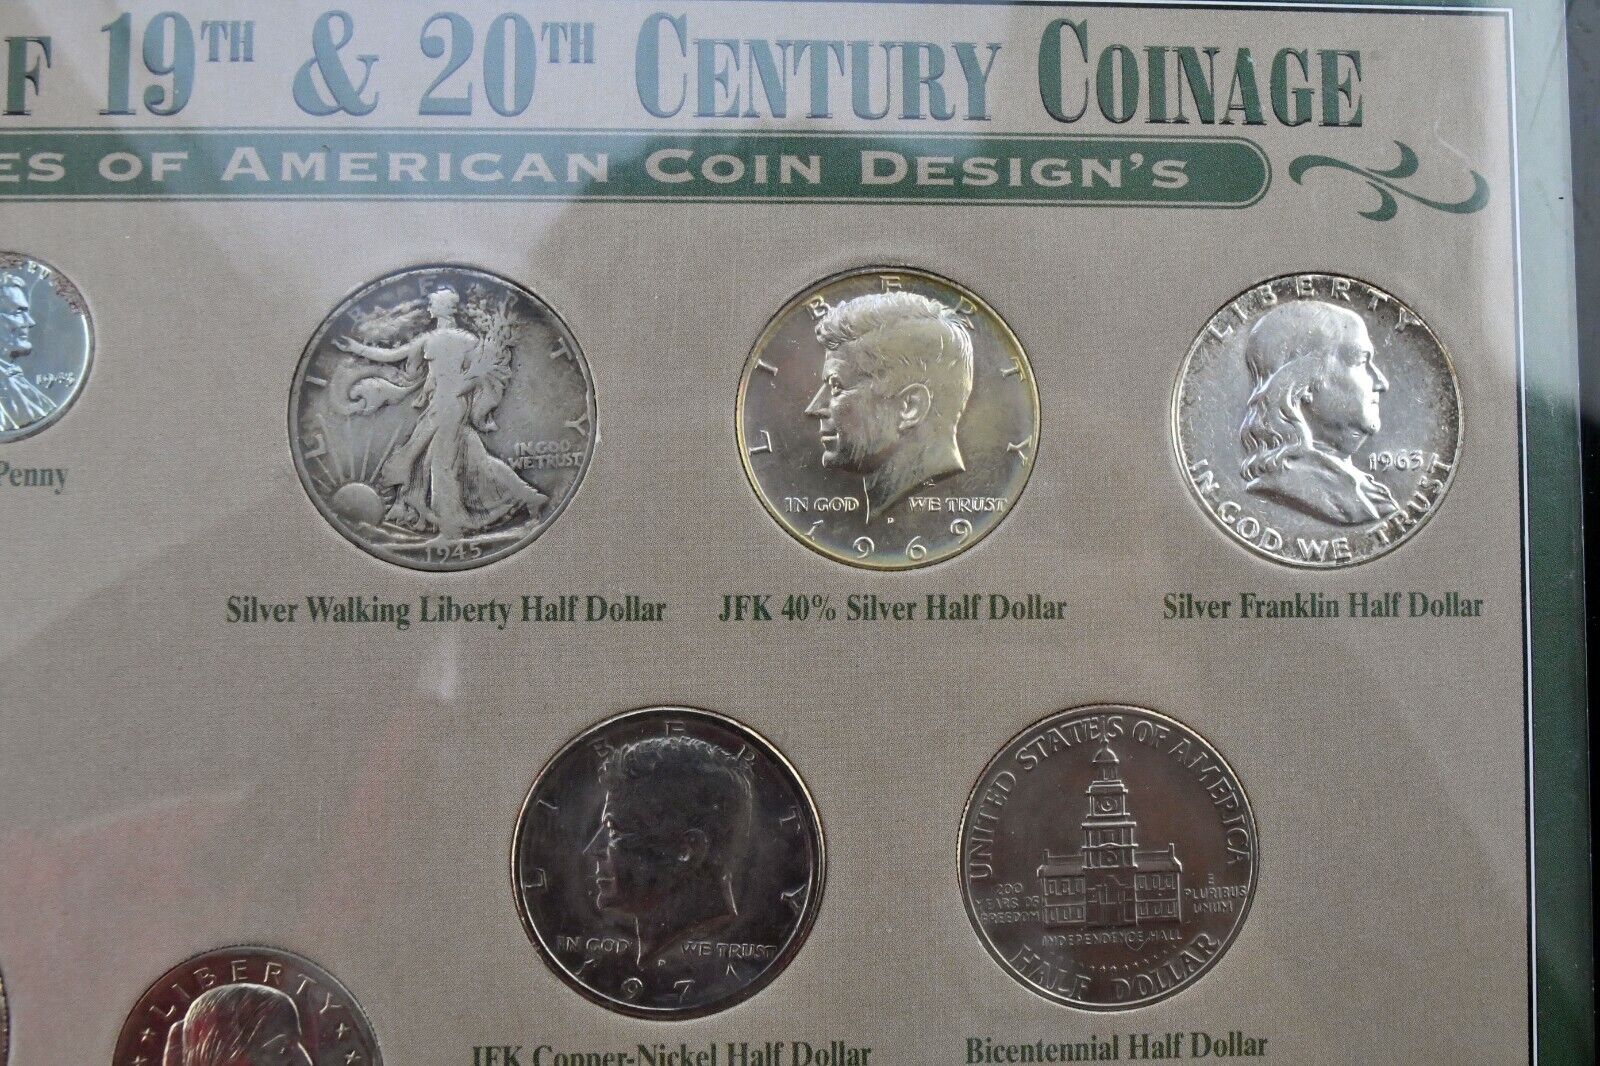 F 19TH & 20TH CENTURY COINAGE
ES OF AMERICAN COIN DESIGN'S
1943
LIBERTY
IN GOD
WE TRUST
1945
LIBERTY
IN GOD WE TRUST
D
1969
LIBERTY
1963
IN GOD WE TRUST
Penny
Silver Walking Liberty Half Dollar
JFK 40% Silver Half Dollar
Silver Franklin Half Dollar
LIBERTY
IN GOD WE TRUST
D
197
UNITED STATES OF AMERICA
200
YEARS OF
FREEDOM
E
PLURIBUS
UNUM
INDEPENDENCE HALL
HALF DOLLAR
LIBERTY
JFK Copper-Nickel Half Dollar
Bicentennial Half Dollar